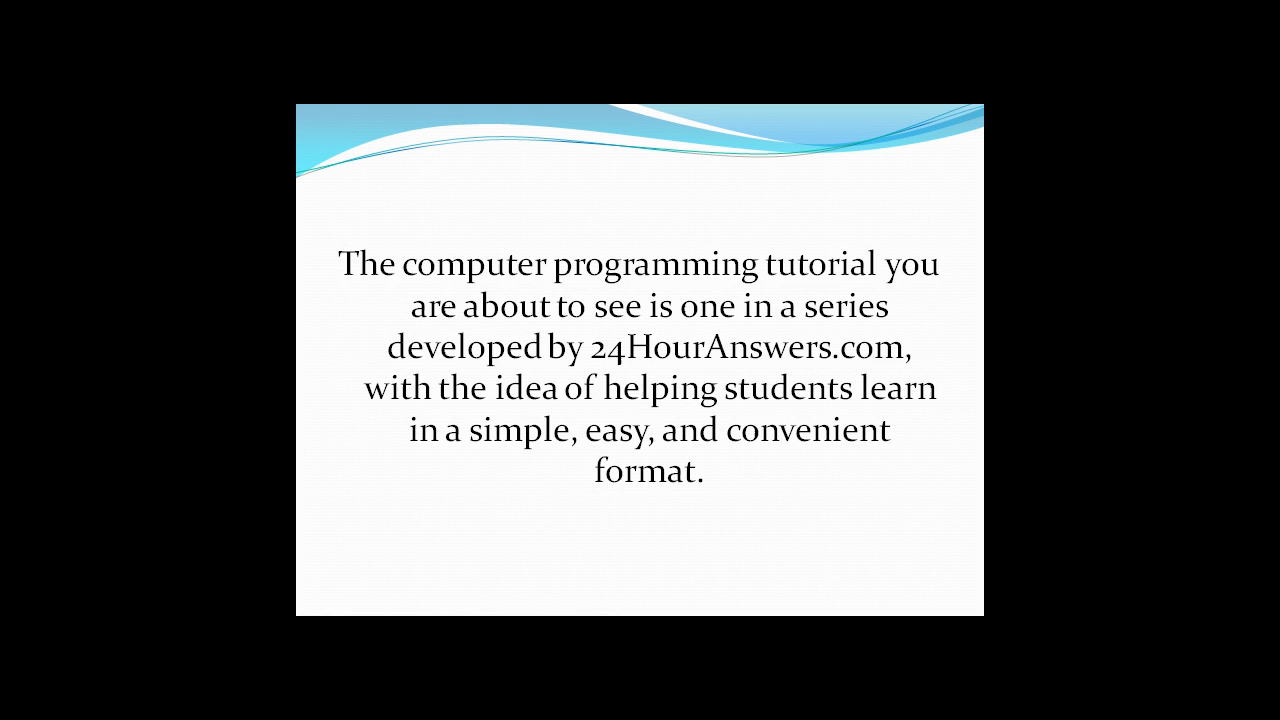 The computer programming tutorial you
are about to see is one in a series
developed by 24HourAnswers.com,
with the idea of helping students learn
in a simple, easy, and convenient
format.